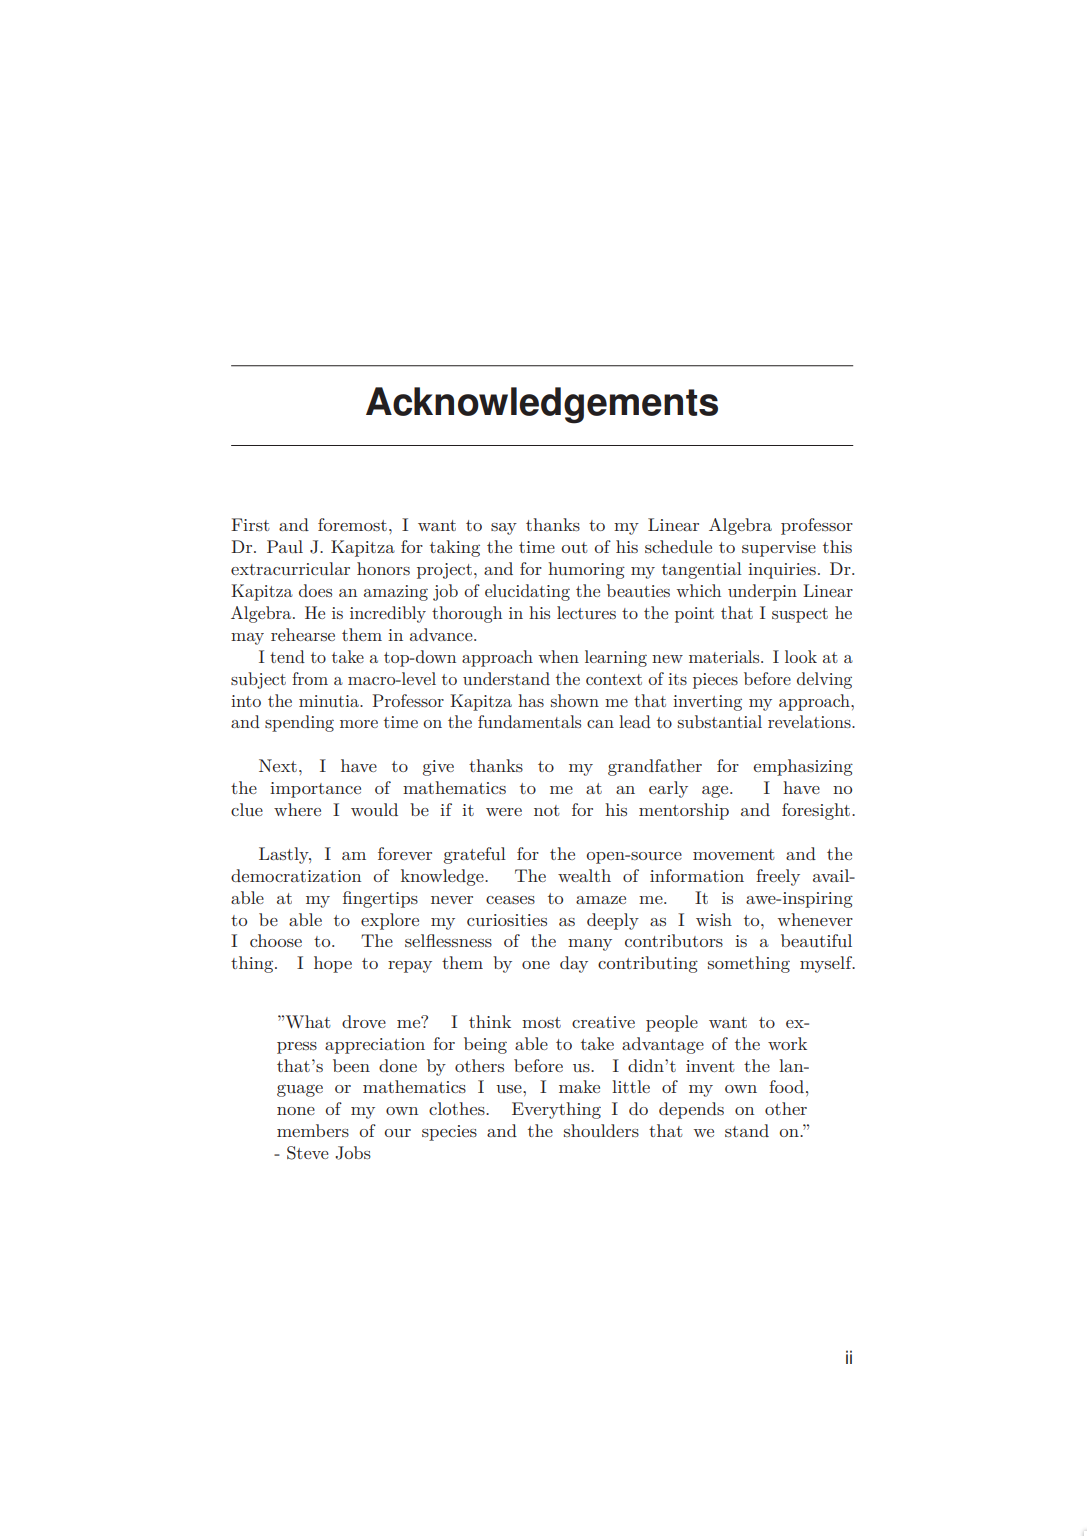 Acknowledgements
First and foremost, I want to say thanks to my Linear Algebra professor
Dr. Paul J. Kapitza for taking the time out of his schedule to supervise this
extracurricular honors project, and for humoring my tangential inquiries. Dr.
Kapitza does an amazing job of elucidating the beauties which underpin Linear
Algebra. He is incredibly thorough in his lectures to the point that I suspect he
may rehearse them in advance.
I tend to take a top-down approach when learning new materials. I look at a
subject from a macro-level to understand the context of its pieces before delving
into the minutia. Professor Kapitza has shown me that inverting my approach,
and spending more time on the fundamentals can lead to substantial revelations.
Next, I have to give thanks to my grandfather for emphasizing
the importance of mathematics to me at an early age. I have no
clue where I would be if it were not for his mentorship and foresight.
Lastly, I am forever grateful for the open-source movement and the
democratization of knowledge. The wealth of information freely avail-
able at my fingertips never ceases to amaze me. It is awe-inspiring
to be able to explore my curiosities as deeply as I wish to, whenever
I choose to. The selflessness of the many contributors is a beautiful
thing. I hope to repay them by one day contributing something myself.
”What drove me? I think most creative people want to ex-
press appreciation for being able to take advantage of the work
that’s been done by others before us. I didn’t invent the lan-
guage or mathematics I use, I make little of my own food,
none of my own clothes. Everything I do depends on other
members of our species and the shoulders that we stand on.”
- Steve Jobs
ii